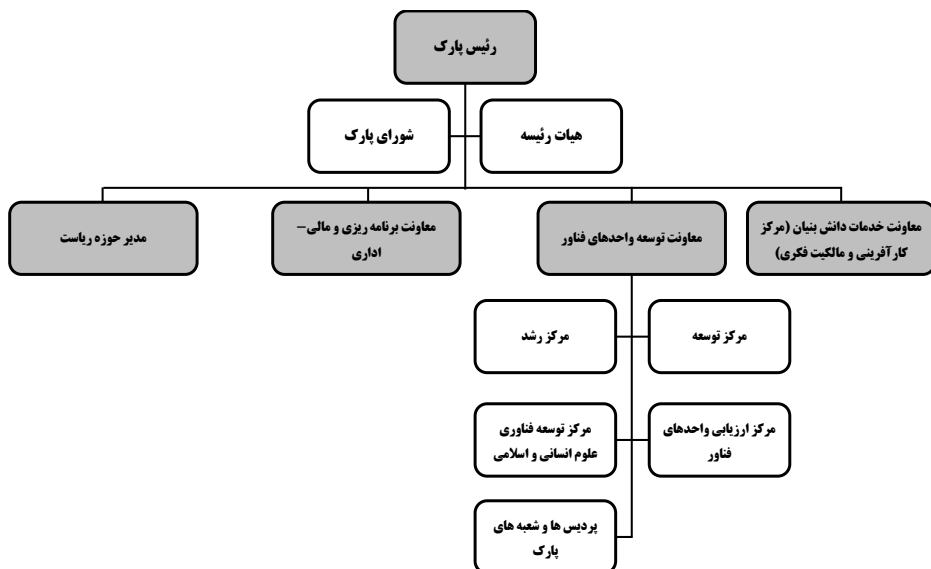 رئیس پارک
هیات رئیسه
شورای پارک
معاونت خدمات دانش بنیان (مرکز
کارآفرینی و مالکیت فکری)
معاونت توسعه واحدهای فناور
معاونت برنامه ریزی و مالی–
اداری
مدیر حوزه ریاست
مرکز توسعه
مرکز رشد
مرکز ارزیابی واحدهای
فناور
مرکز توسعه فناوری
علوم انسانی و اسلامی
پردیس ها و شعبه های
پارک